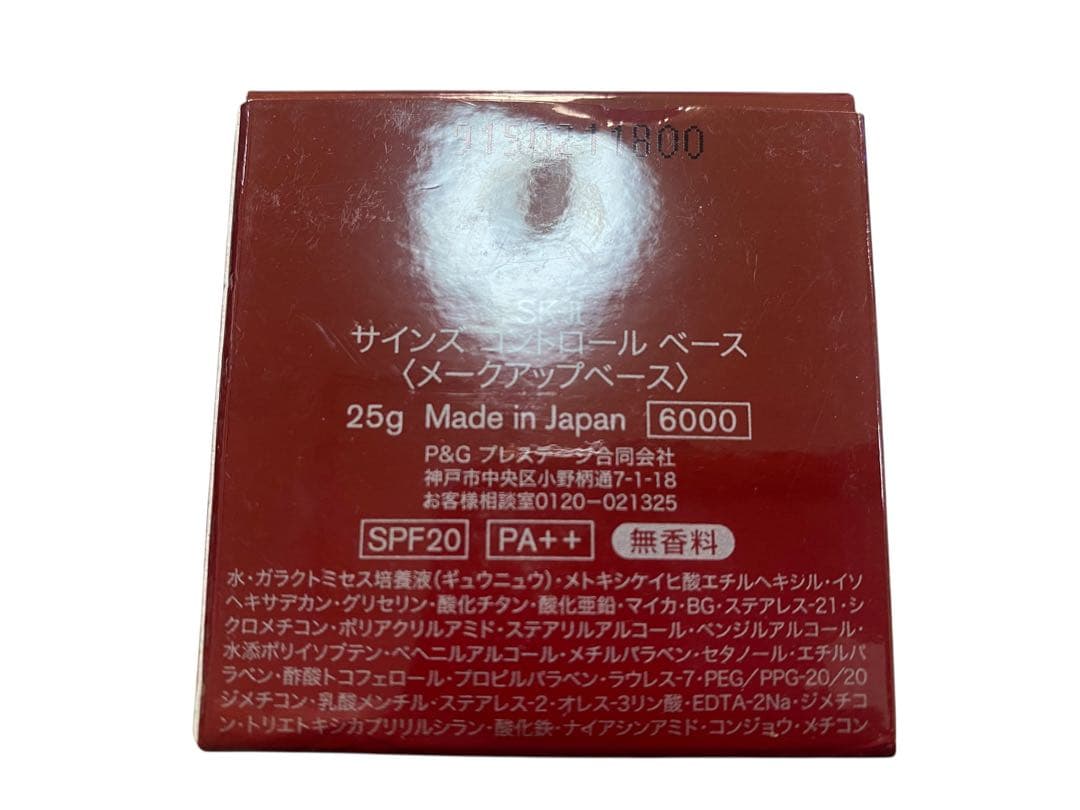 9150211800
SK-II
サインズ コントロール ベース
〈メークアップベース〉
25g Made in Japan 6000
P&G プレステージ合同会社
神戸市中央区小野柄通7-1-18
お客様相談室0120-021325
SPF20 PA++ 無香料
水・ガラクトミセス培養液(ギュウニュウ)・メトキシケイヒ酸エチルヘキシル・イソ
ヘキサデカン・グリセリン・酸化チタン・酸化亜鉛・マイカ・BG・ステアレス-21・シ
クロメチコン・ポリアクリルアミド・ステアリルアルコール・ベンジルアルコール・
水添ポリイソブテン・ベヘニルアルコール・メチルパラベン・セタノール・エチルパ
ラベン・酢酸トコフェロール・プロピルパラベン・ラウレス-7・PEG/PPG-20/20
ジメチコン・乳酸メンチル・ステアレス-2・オレス-3リン酸・EDTA-2Na・ジメチコ
ン・トリエトキシカプリリルシラン・酸化鉄・ナイアシンアミド・コンジョウ・メチコン